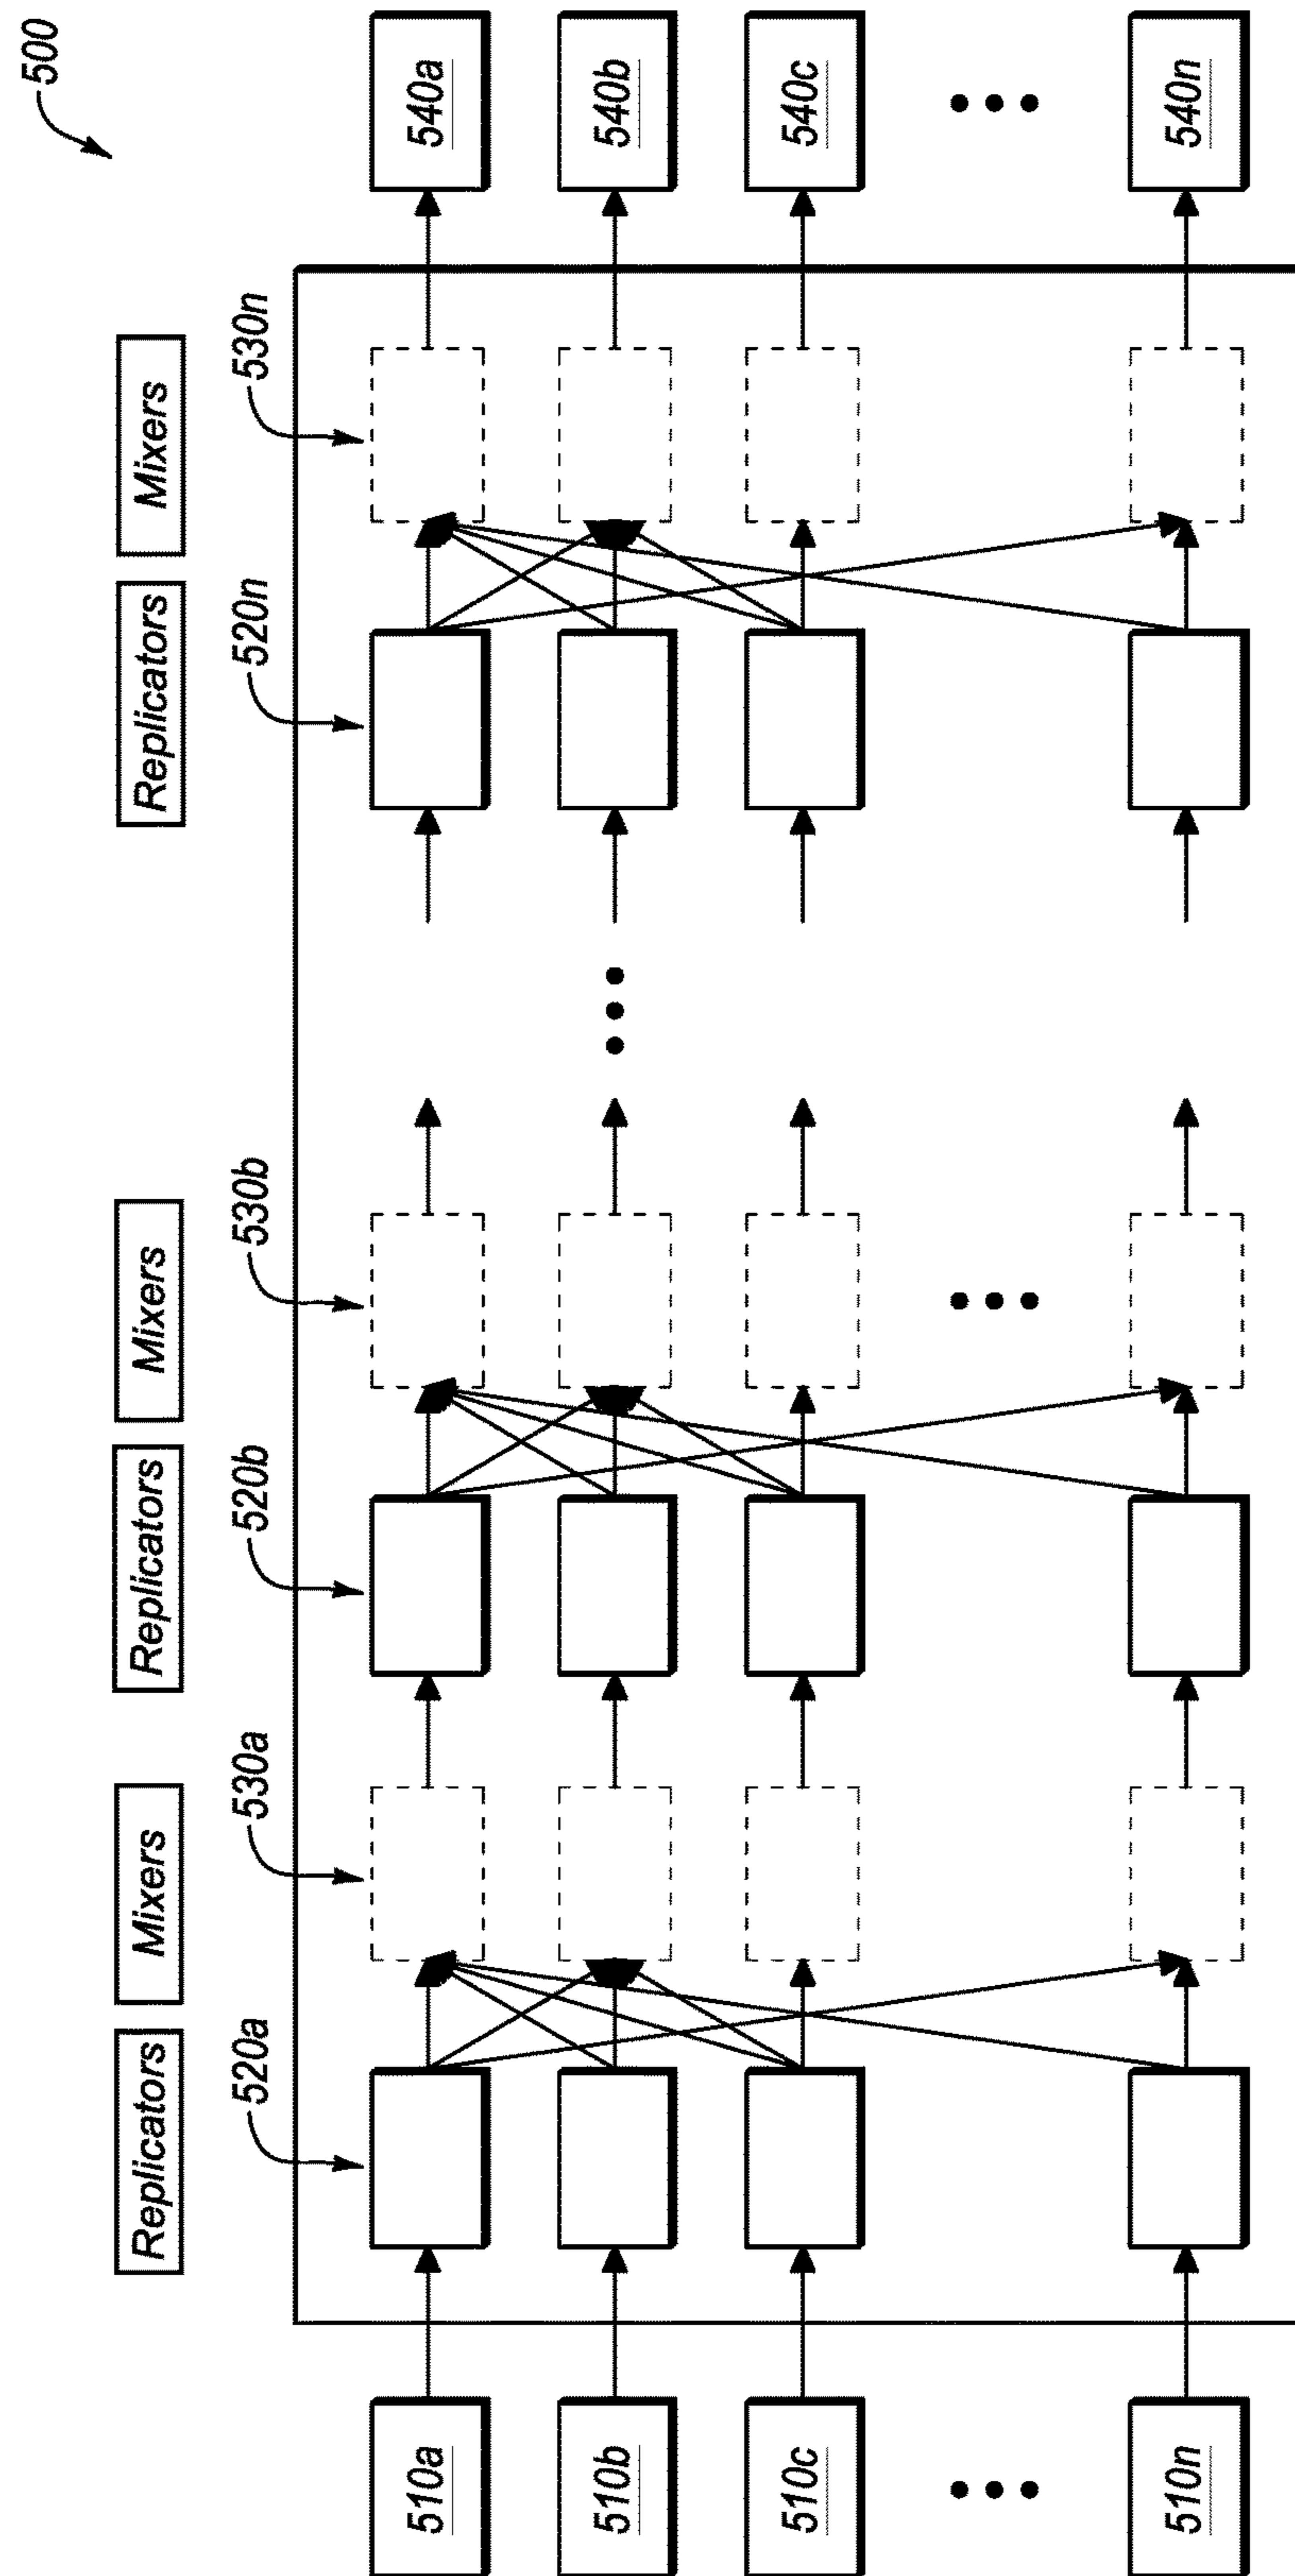 500
Replicators
Mixers
Replicators
Mixers
Replicators
Mixers
520a
530a
520b
530b
520n
530n
510a
540a
510b
540b
510c
540c
510n
540n